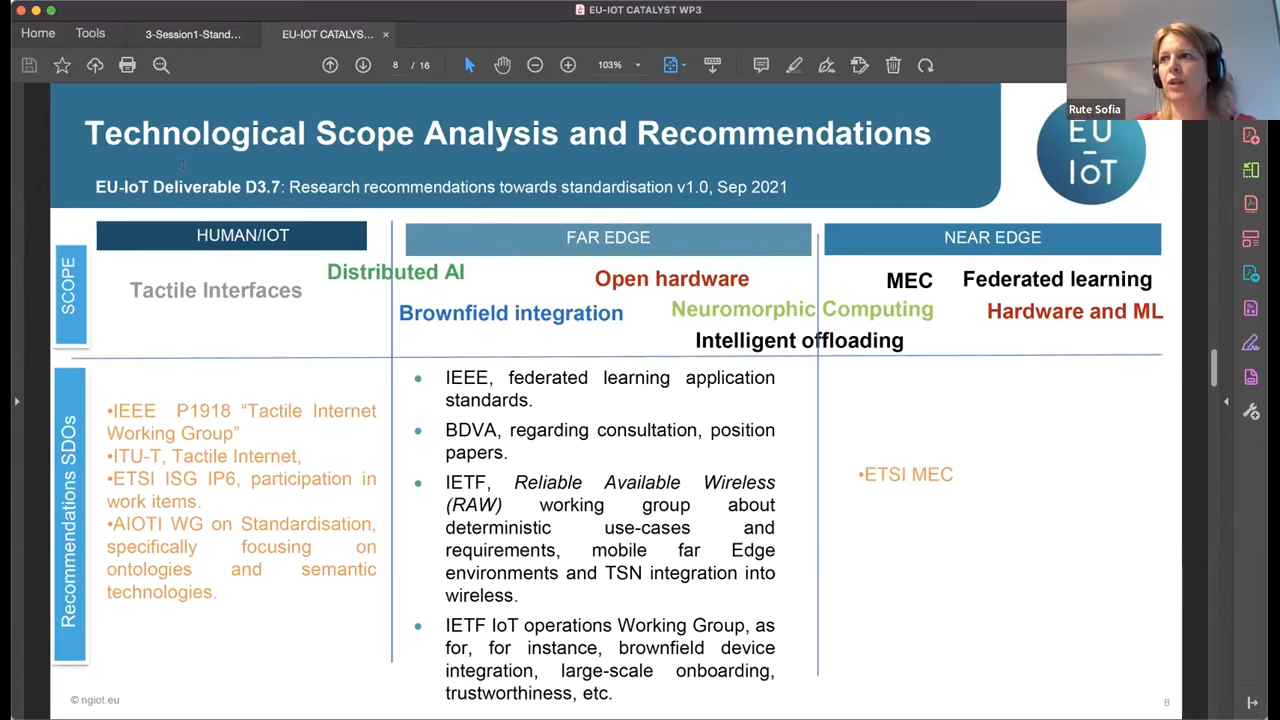 EU-IOT CATALYST WP3
Home
Tools
3-Session1-Stand...
EU-IOT CATALYS...
8 / 16
103%
Rute Sofia
Technological Scope Analysis and Recommendations
EU-IoT Deliverable D3.7: Research recommendations towards standardisation v1.0, Sep 2021
EU
–
IoT
HUMAN/IOT
FAR EDGE
NEAR EDGE
SCOPE
Tactile Interfaces
Distributed AI
Brownfield integration
Open hardware
Neuromorphic Computing
Intelligent offloading
MEC
Federated learning
Hardware and ML
Recommendations SDOs
•IEEE P1918 “Tactile Internet
Working Group”
•ITU-T, Tactile Internet,
•ETSI ISG IP6, participation in
work items.
•AIOTI WG on Standardisation,
specifically focusing on
ontologies and semantic
technologies.
• IEEE, federated learning application
standards.
• BDVA, regarding consultation, position
papers.
• IETF, Reliable Available Wireless
(RAW) working group about
deterministic use-cases and
requirements, mobile far Edge
environments and TSN integration into
wireless.
• IETF IoT operations Working Group, as
for, for instance, brownfield device
integration, large-scale onboarding,
trustworthiness, etc.
•ETSI MEC
© ngiot.eu
8